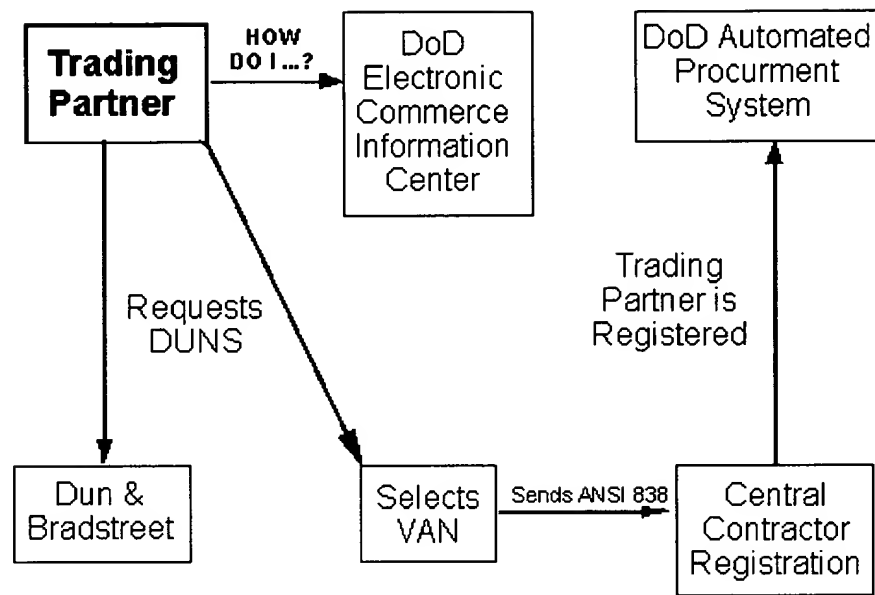 Trading
Partner
HOW
DO I ...?
DoD
Electronic
Commerce
Information
Center
DoD Automated
Procurment
System
Requests
DUNS
Trading
Partner is
Registered
Dun &
Bradstreet
Selects
VAN
Sends ANSI 838
Central
Contractor
Registration